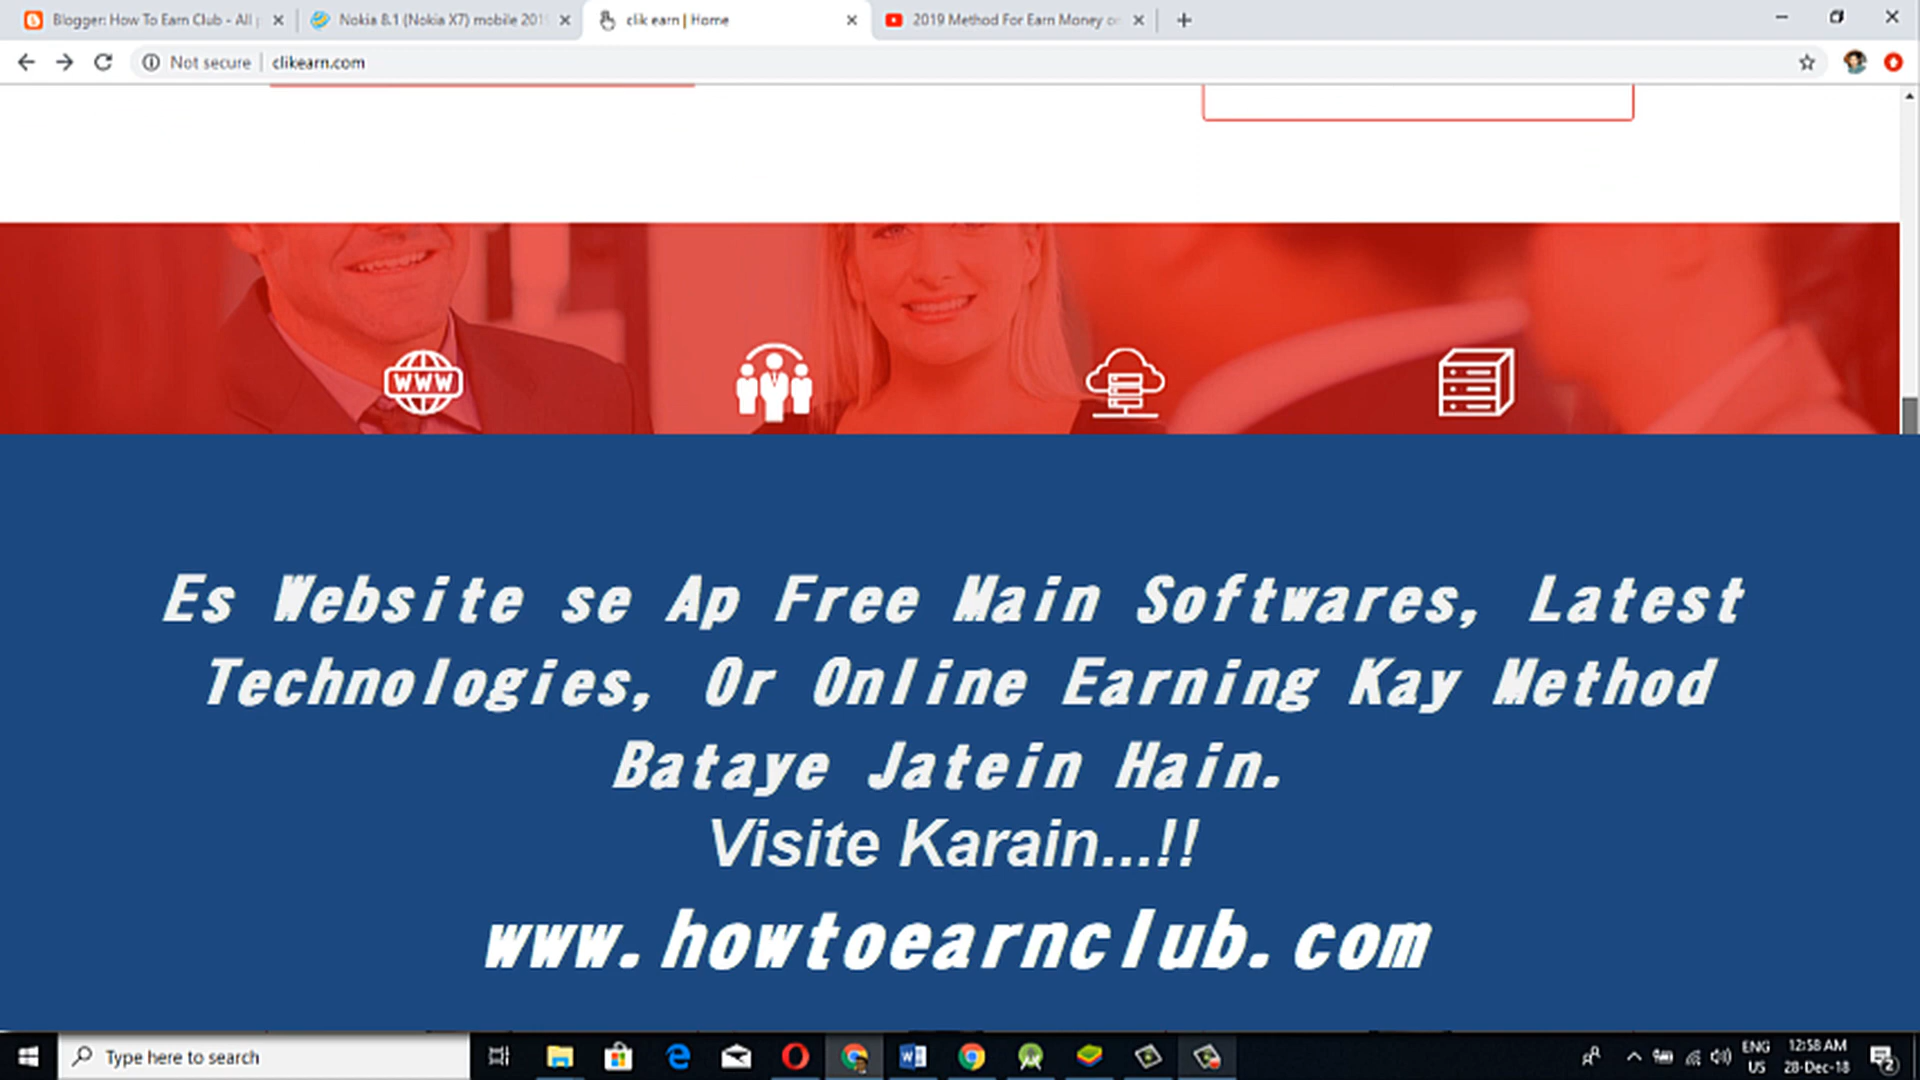 Blogger: How To Earn Club - All
Nokia 8.1 (Nokia X7) mobile 201
clik earn | Home
2019 Method For Earn Money o
Not secure
clikearn.com
WWW
Es Website se Ap Free Main Softwares, Latest
Technologies, Or Online Earning Kay Method
Bataye Jatein Hain.
Visite Karain...!!
www.howtoearnclub.com
Type here to search
ENG
US
12:58 AM
28-Dec-18
2